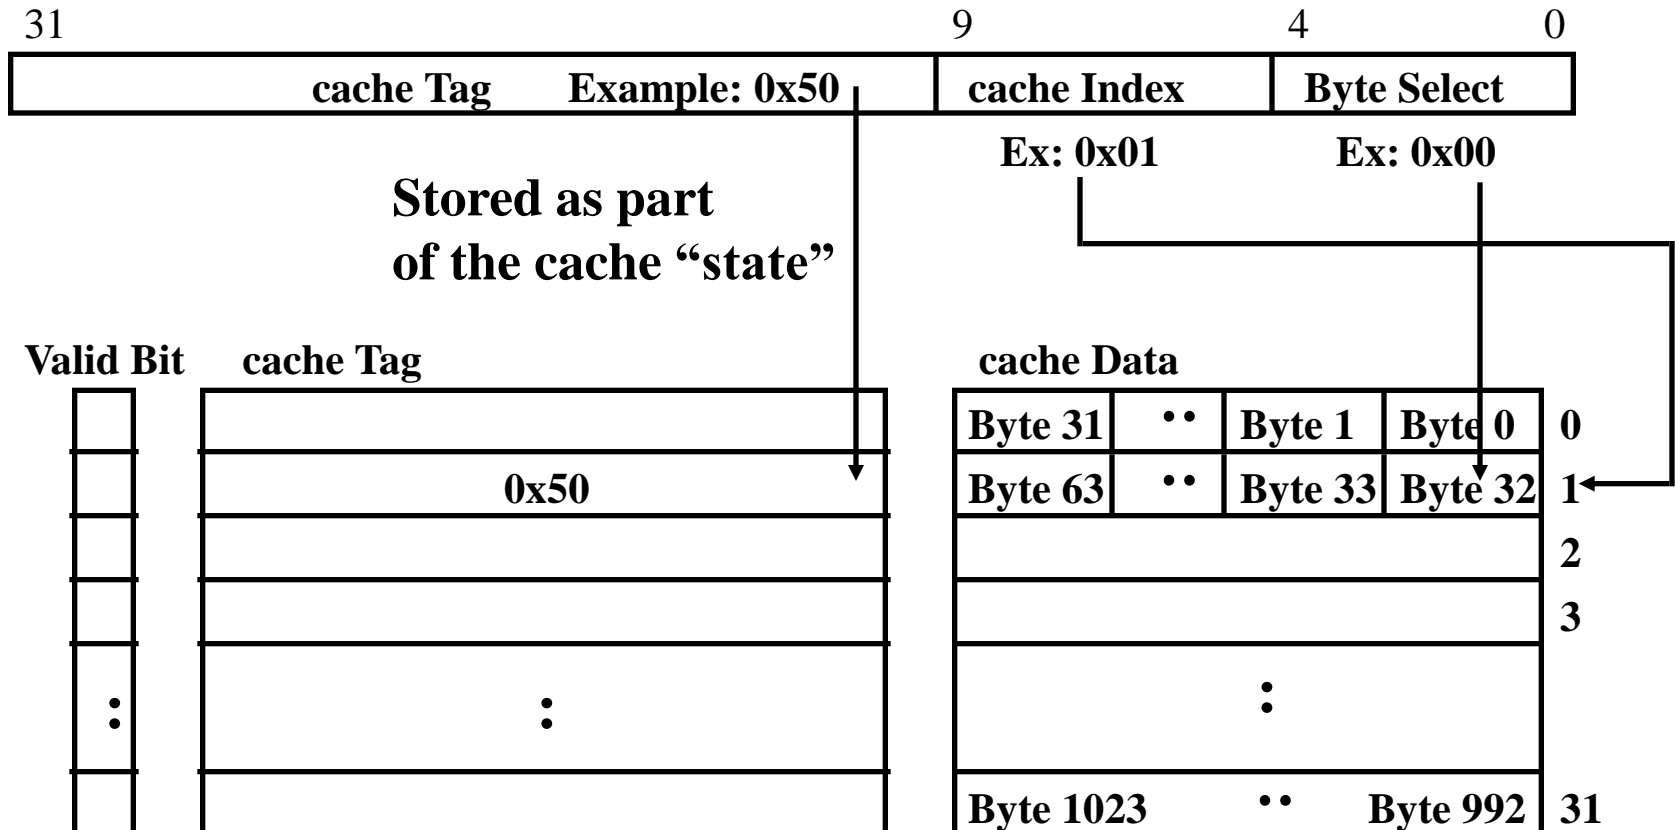 31 9 4 0
cache Tag Example: 0x50 cache Index Byte Select
Ex: 0x01 Ex: 0x00
Stored as part
of the cache “state”
Valid Bit cache Tag cache Data
Byte 31 •• Byte 1 Byte 0 0
0x50 Byte 63 •• Byte 33 Byte 32 1
2
3
: : :
Byte 1023 •• Byte 992 31